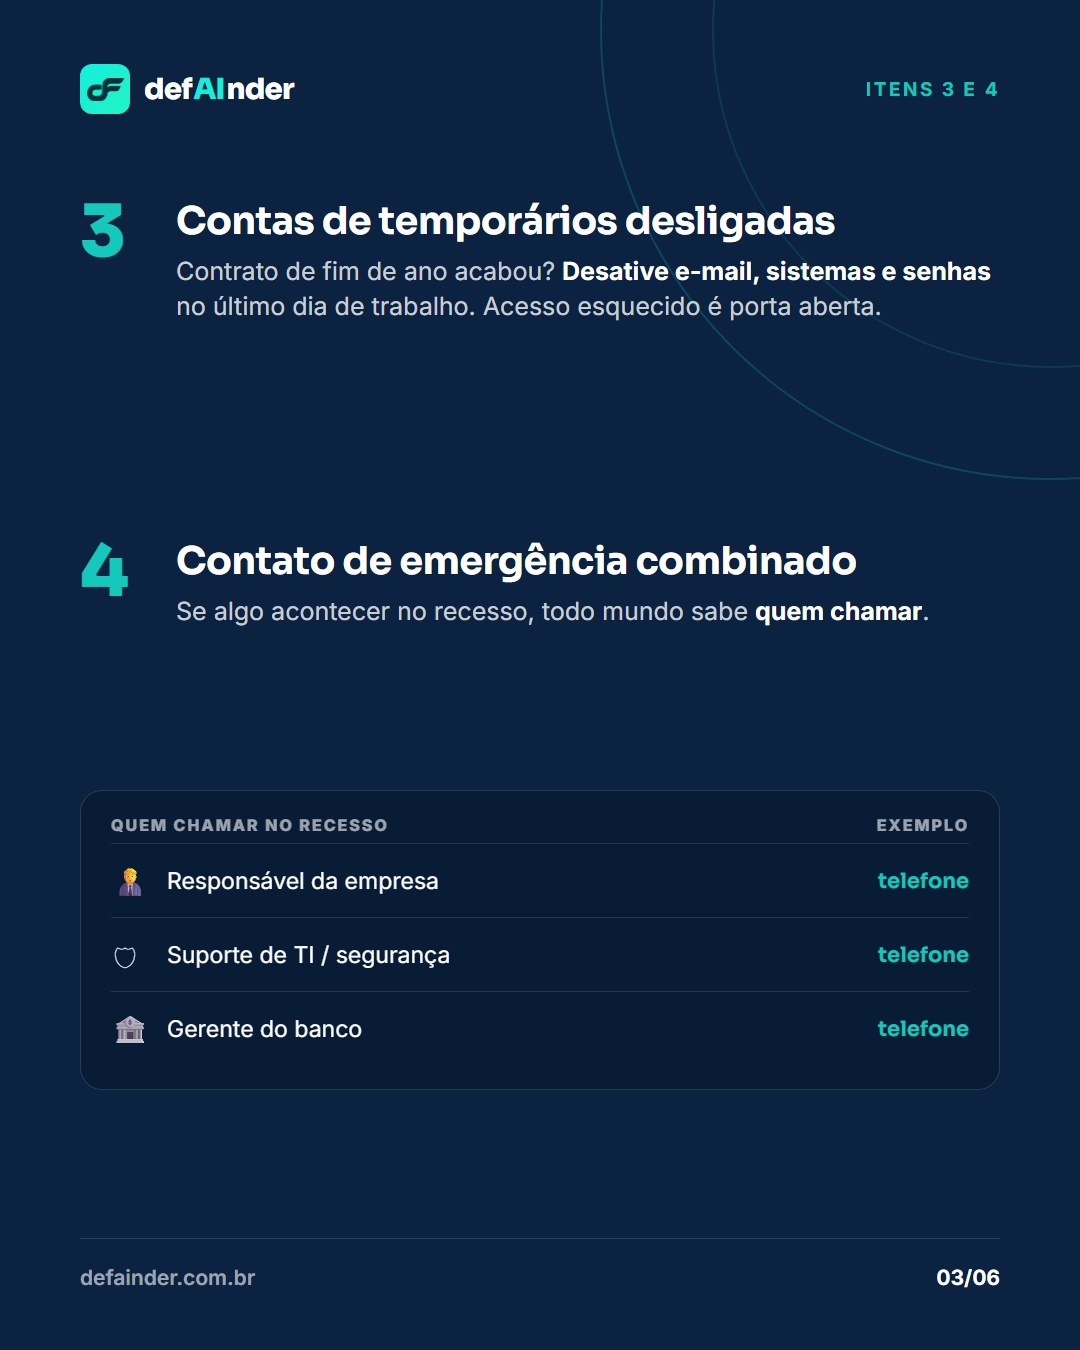 defAInder
ITENS 3 E 4
3
Contas de temporários desligadas
Contrato de fim de ano acabou? Desative e-mail, sistemas e senhas
no último dia de trabalho. Acesso esquecido é porta aberta.
4
Contato de emergência combinado
Se algo acontecer no recesso, todo mundo sabe quem chamar.
QUEM CHAMAR NO RECESSO EXEMPLO
Responsável da empresa telefone
Suporte de TI / segurança telefone
Gerente do banco telefone
defainder.com.br 03/06